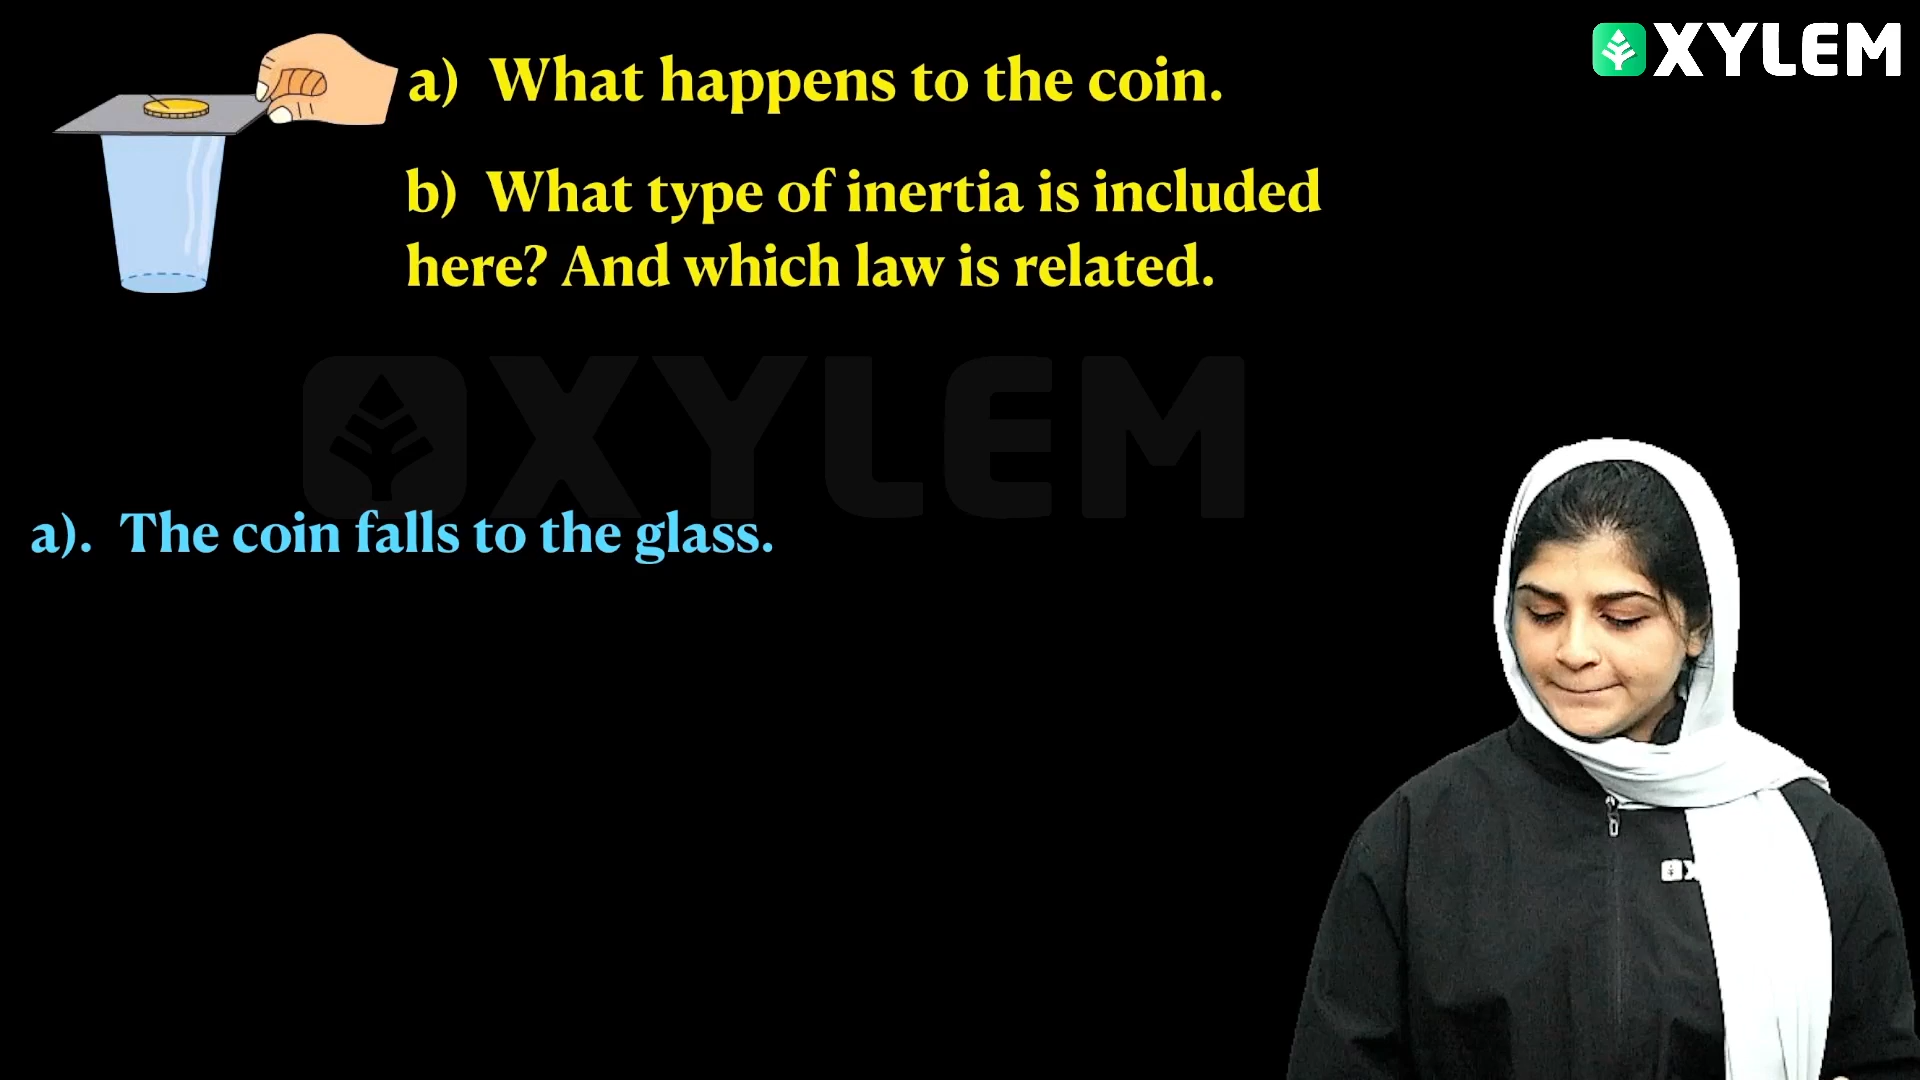 XYLEM
a) What happens to the coin.
b) What type of inertia is included
here? And which law is related.
XYLEM
a). The coin falls to the glass.